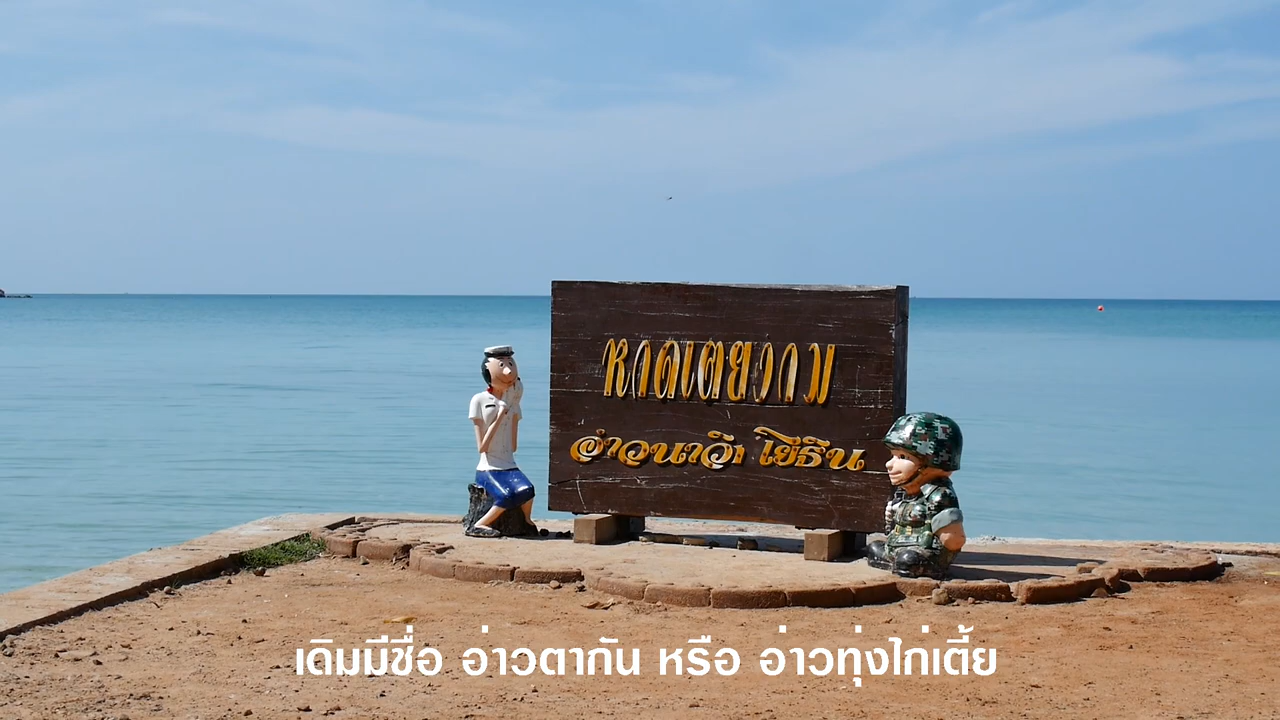 หาดเตยงาม
อ่าวนาวิกโยธิน
เดิมมีชื่อ อ่าวตากัน หรือ อ่าวทุ่งไก่เตี้ย